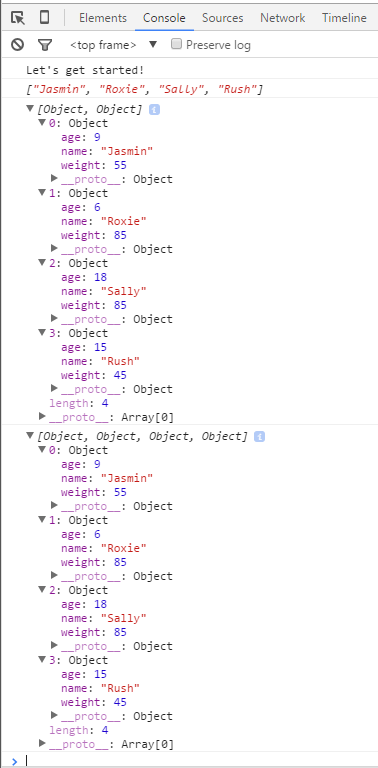 Elements Console Sources Network Timeline
<top frame> ▼ Preserve log
Let's get started!
["Jasmin", "Roxie", "Sally", "Rush"]
▼[Object, Object] i
▼0: Object
age: 9
name: "Jasmin"
weight: 55
▶__proto__: Object
▼1: Object
age: 6
name: "Roxie"
weight: 85
▶__proto__: Object
▼2: Object
age: 18
name: "Sally"
weight: 85
▶__proto__: Object
▼3: Object
age: 15
name: "Rush"
weight: 45
▶__proto__: Object
length: 4
▶__proto__: Array[0]
▼[Object, Object, Object, Object] i
▼0: Object
age: 9
name: "Jasmin"
weight: 55
▶__proto__: Object
▼1: Object
age: 6
name: "Roxie"
weight: 85
▶__proto__: Object
▼2: Object
age: 18
name: "Sally"
weight: 85
▶__proto__: Object
▼3: Object
age: 15
name: "Rush"
weight: 45
▶__proto__: Object
length: 4
▶__proto__: Array[0]
>